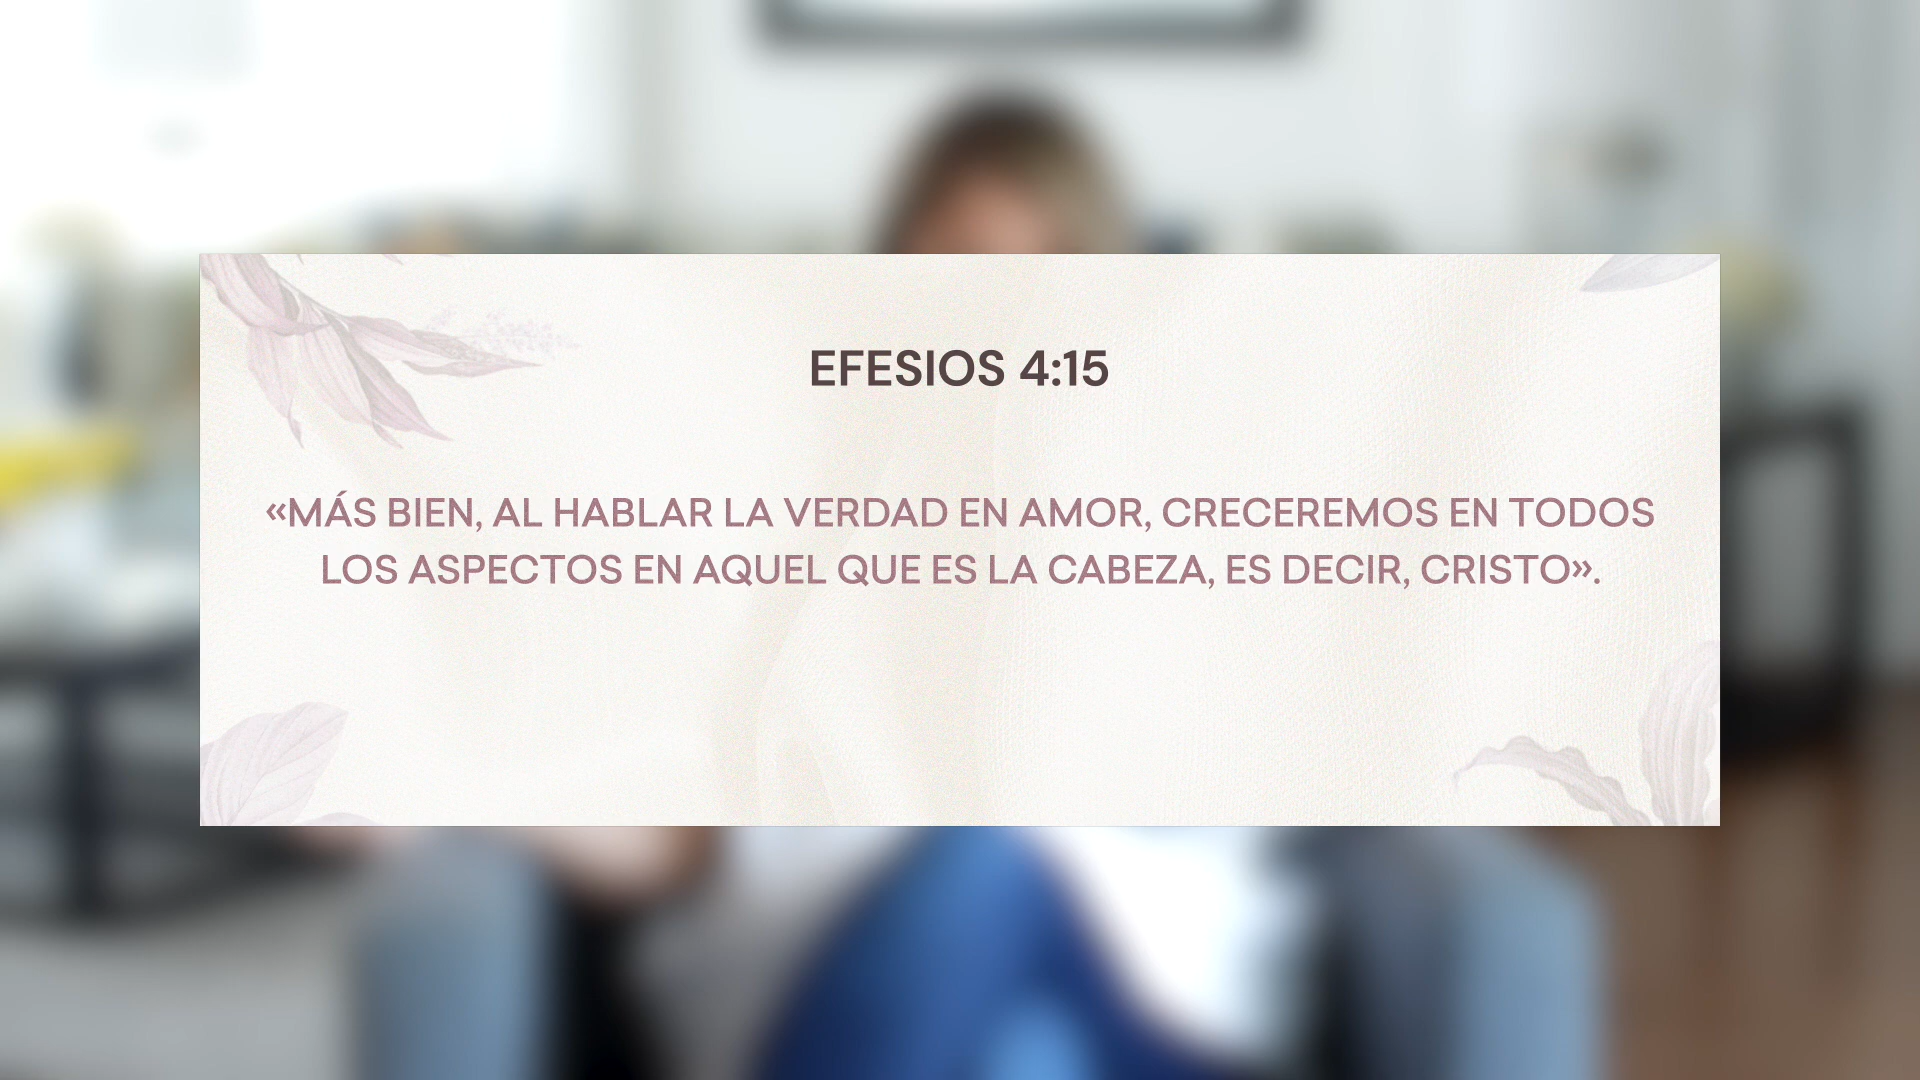 EFESIOS 4:15
«MÁS BIEN, AL HABLAR LA VERDAD EN AMOR, CRECEREMOS EN TODOS
LOS ASPECTOS EN AQUEL QUE ES LA CABEZA, ES DECIR, CRISTO».